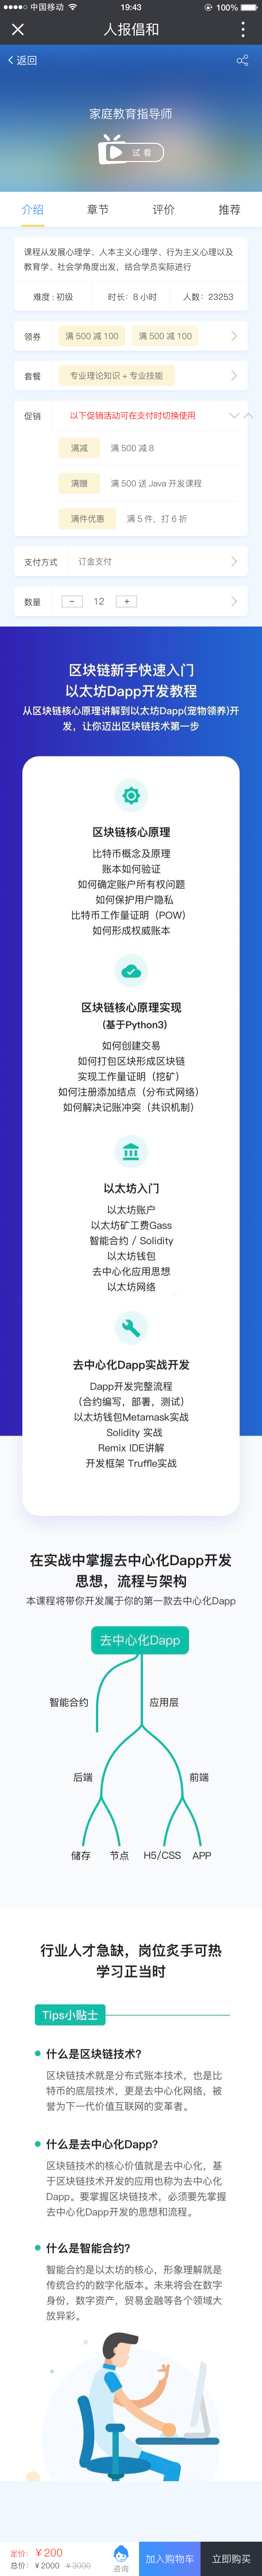 中国移动
19:43
100%
人报倡和
返回
家庭教育指导师
试看
介绍 章节 评价 推荐
课程从发展心理学、人本主义心理学、行为主义心理以及
教育学、社会学角度出发，结合学员实际进行
难度 : 初级 时长：8 小时 人数：23253
领券 满 500 减 100 满 500 减 100
套餐 专业理论知识 + 专业技能
促销 以下促销活动可在支付时切换使用
满减 满 500 减 8
满赠 满 500 送 Java 开发课程
满件优惠 满 5 件，打 6 折
支付方式 订金支付
数量 − 12 +
区块链新手快速入门
以太坊Dapp开发教程
从区块链核心原理讲解到以太坊Dapp(宠物领养)开
发，让你迈出区块链技术第一步
区块链核心原理
比特币概念及原理
账本如何验证
如何确定账户所有权问题
如何保护用户隐私
比特币工作量证明（POW）
如何形成权威账本
区块链核心原理实现
(基于Python3)
如何创建交易
如何打包区块形成区块链
实现工作量证明（挖矿）
如何注册添加结点（分布式网络）
如何解决记账冲突（共识机制）
以太坊入门
以太坊账户
以太坊矿工费Gass
智能合约 / Solidity
以太坊钱包
去中心化应用思想
以太坊网络
去中心化Dapp实战开发
Dapp开发完整流程
（合约编写，部署，测试）
以太坊钱包Metamask实战
Solidity 实战
Remix IDE讲解
开发框架 Truffle实战
在实战中掌握去中心化Dapp开发
思想，流程与架构
本课程将带你开发属于你的第一款去中心化Dapp
去中心化Dapp
智能合约 应用层
后端 前端
储存 节点 H5/CSS APP
行业人才急缺，岗位炙手可热
学习正当时
Tips小贴士
什么是区块链技术?
区块链技术就是分布式账本技术，也是比
特币的底层技术，更是去中心化网络，被
誉为下一代价值互联网的变革者。
什么是去中心化Dapp?
区块链技术的核心价值就是去中心化，基
于区块链技术开发的应用也称为去中心化
Dapp。要掌握区块链技术，必须要先掌握
去中心化Dapp开发的思想和流程。
什么是智能合约?
智能合约是以太坊的核心，形象理解就是
传统合约的数字化版本。未来将会在数字
身份，数字资产，贸易金融等各个领域大
放异彩。
定价: ￥200
总价: ￥2000 ￥3000
咨询
加入购物车
立即购买